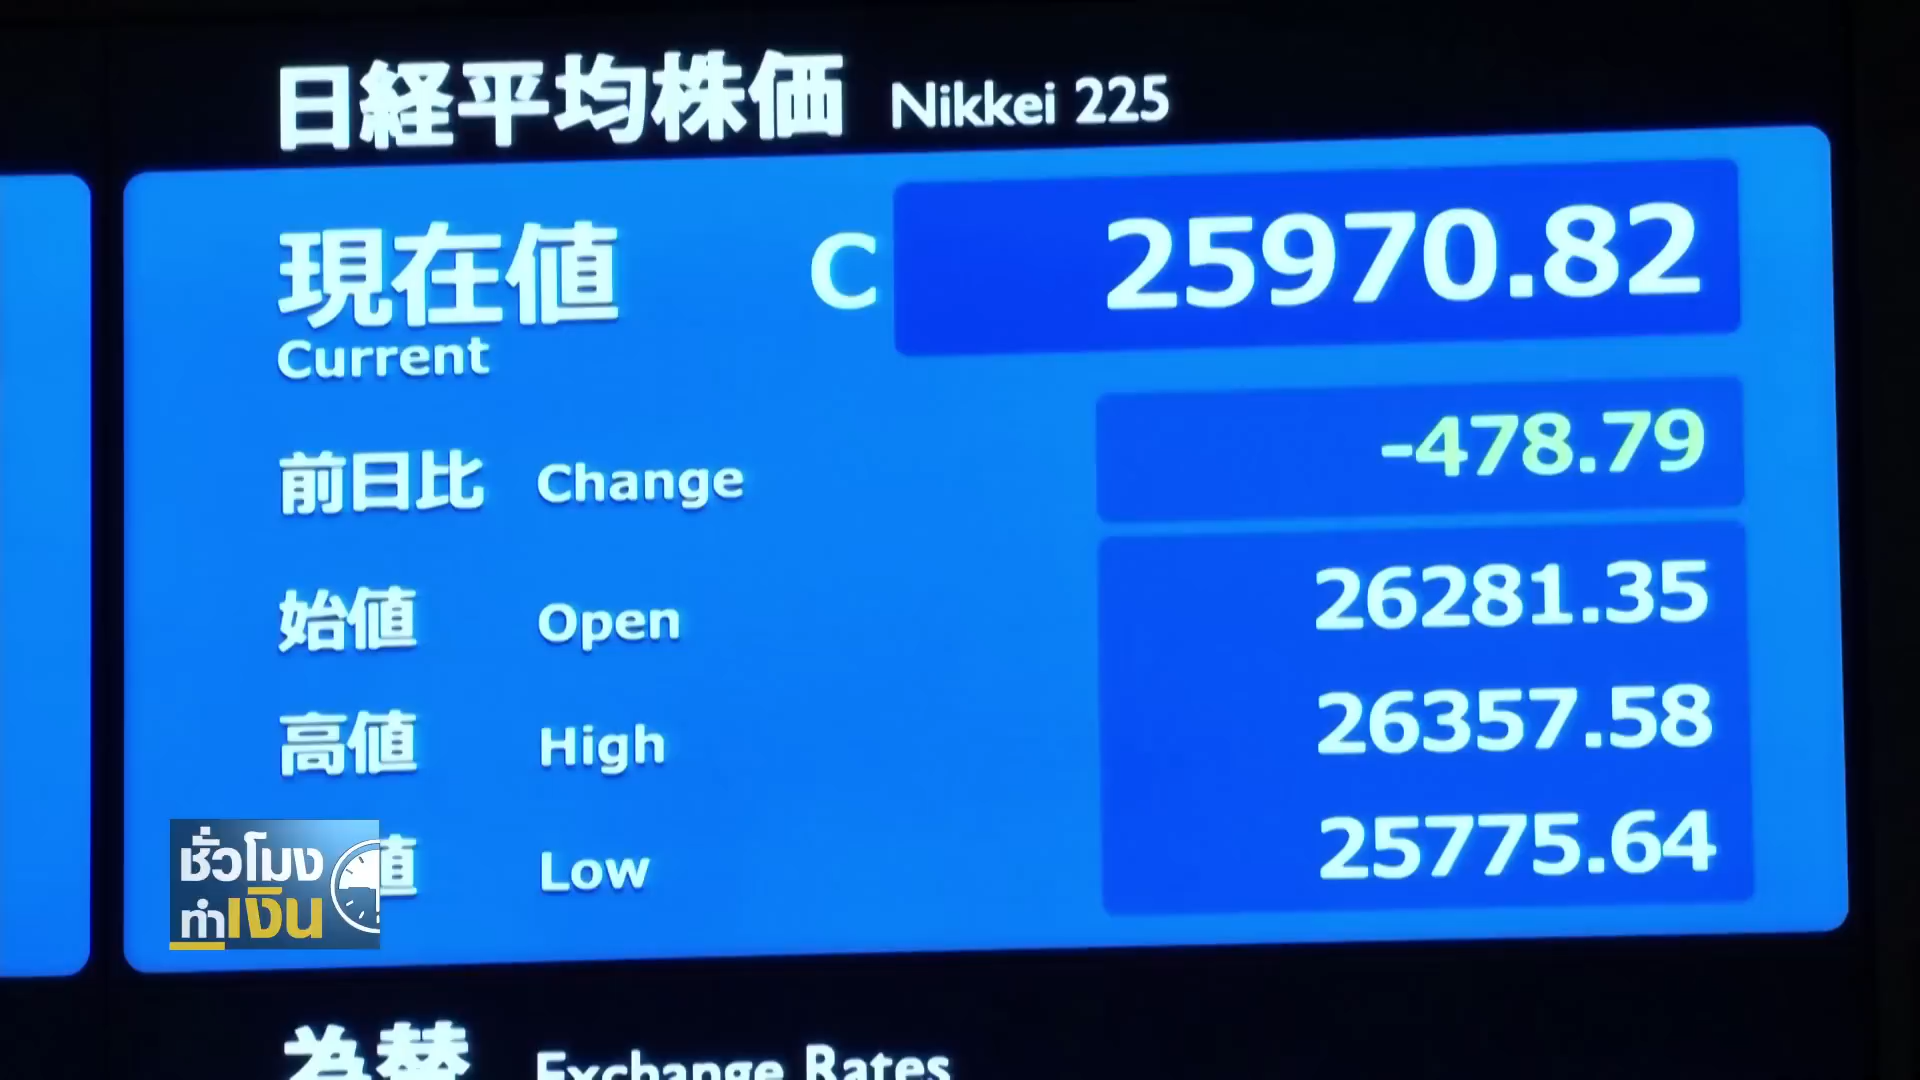 日経平均株価 Nikkei 225
現在値 C 25970.82
Current
前日比 Change -478.79
始値 Open 26281.35
高値 High 26357.58
値 Low 25775.64
ชั่วโมง
ทำเงิน
為替 Exchange Rates